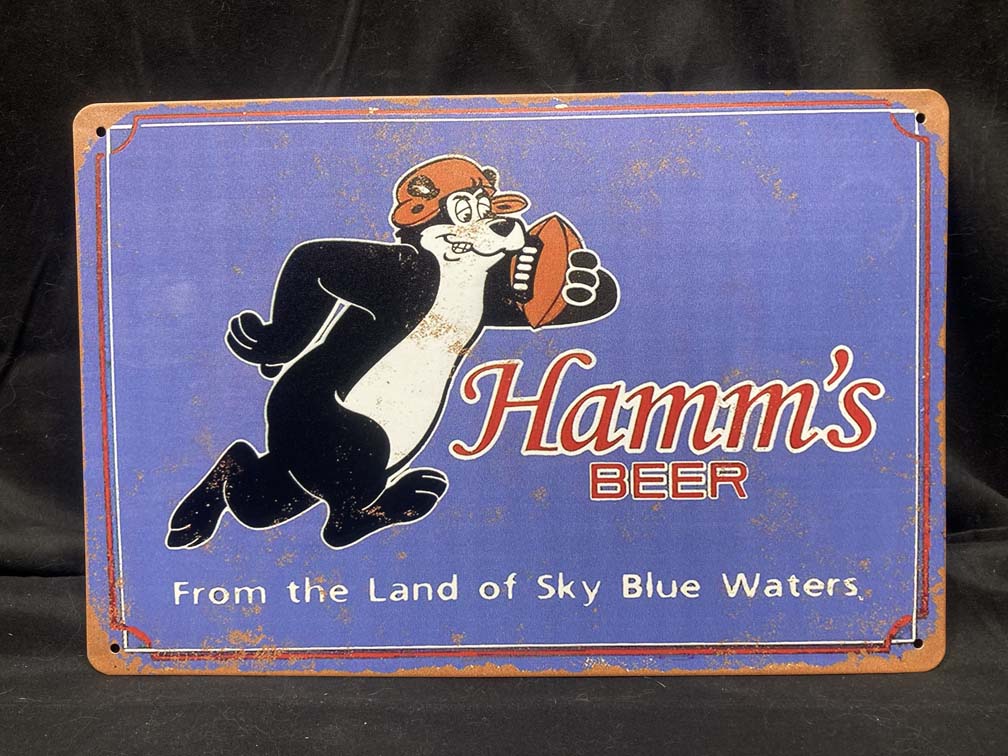 Hamm's
BEER
From the Land of Sky Blue Waters